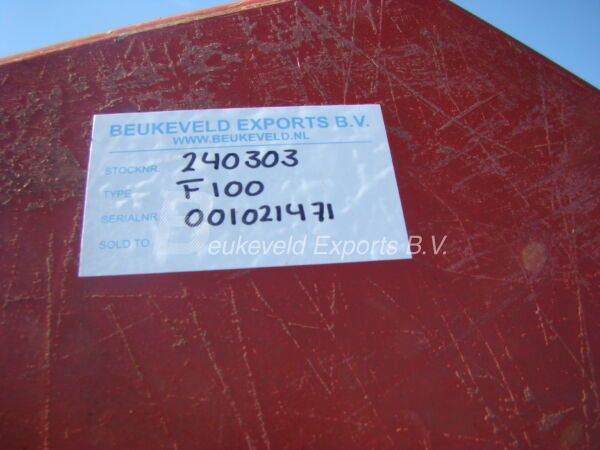 BEUKEVELD EXPORTS B.V.
WWW.BEUKEVELD.NL
STOCKNR. 240303
TYPE F100
SERIALNR. 001021471
SOLD TO
Beukeveld Exports B.V.